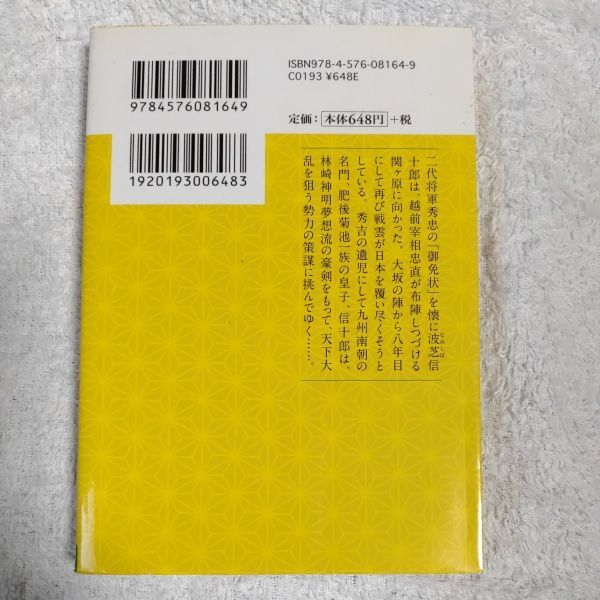 ISBN978-4-576-08164-9
C0193 ¥648E
9784576081649
定価：本体648円＋税
1920193006483
二代将軍秀忠の「御免状」を懐に波芝信
なみしば
十郎は、越前宰相忠直が布陣しつづける
関ヶ原に向かった。大坂の陣から八年目
にして再び戦雲が日本を覆い尽くそうと
している。秀吉の遺児にして九州南朝の
名門、肥後菊池一族の皇子、信十郎は、
林崎神明夢想流の豪剣をもって、天下大
乱を狙う勢力の策謀に挑んでゆく……。